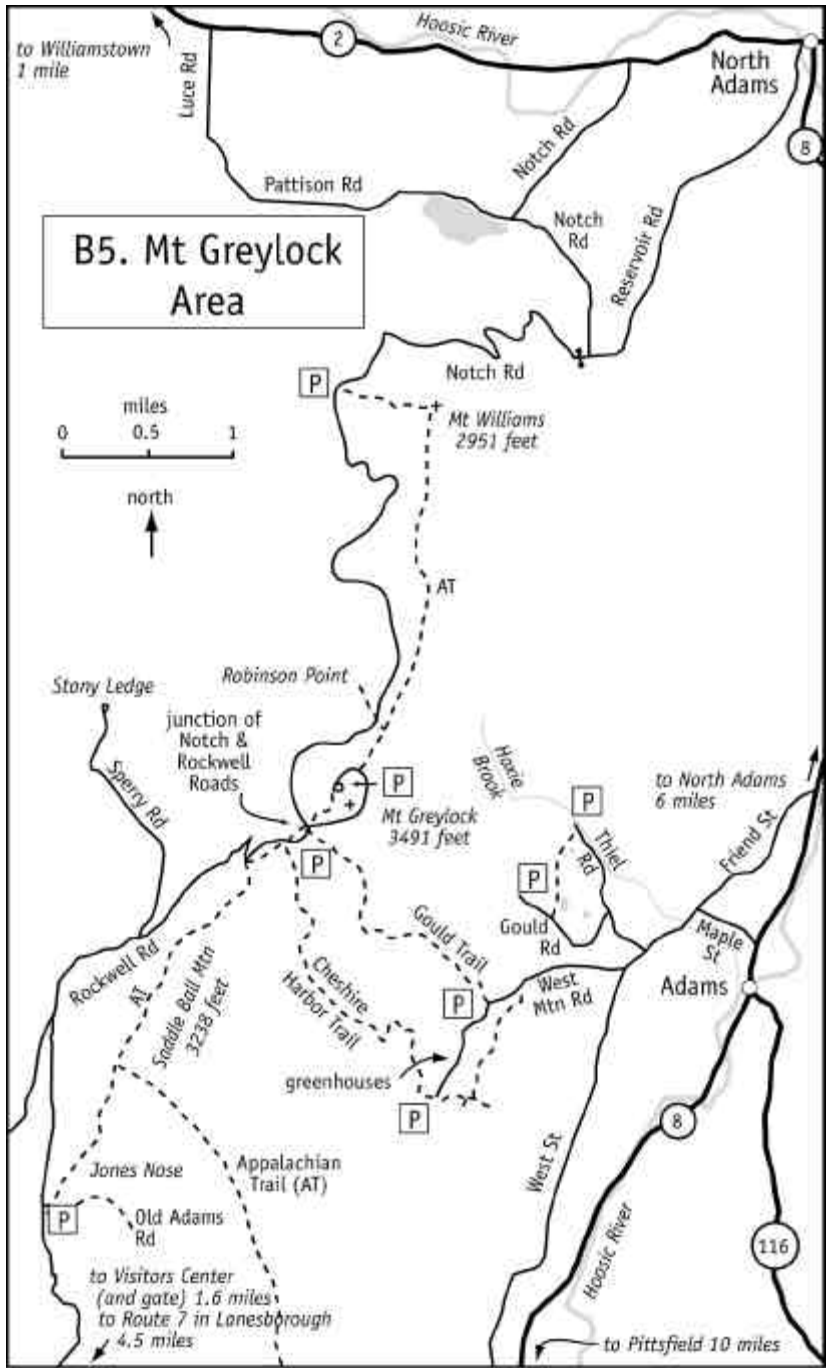 to Williamstown
1 mile
Luce Rd
2
Hoosic River
North
Adams
8
Notch Rd
Pattison Rd
Notch
Rd
Reservoir Rd
B5. Mt Greylock
Area
P
Notch Rd
Mt Williams
2951 feet
miles
0 0.5 1
north
AT
Robinson Point
Stony Ledge
junction of
Notch &
Rockwell
Roads
Sperry Rd
P
Mt Greylock
3491 feet
P
Hoxie
Brook
to North Adams
6 miles
P
Thiel
Rd
Friend St
P
Gould
Rd
Maple
St
Gould Trail
Rockwell Rd
AT
Saddle Ball Mtn
3238 feet
Cheshire
Harbor Trail
P
West
Mtn Rd
Adams
greenhouses
P
8
West St
Jones Nose
Appalachian
Trail (AT)
P
Old Adams
Rd
Hoosic River
116
to Visitors Center
(and gate) 1.6 miles
to Route 7 in Lanesborough
4.5 miles
to Pittsfield 10 miles